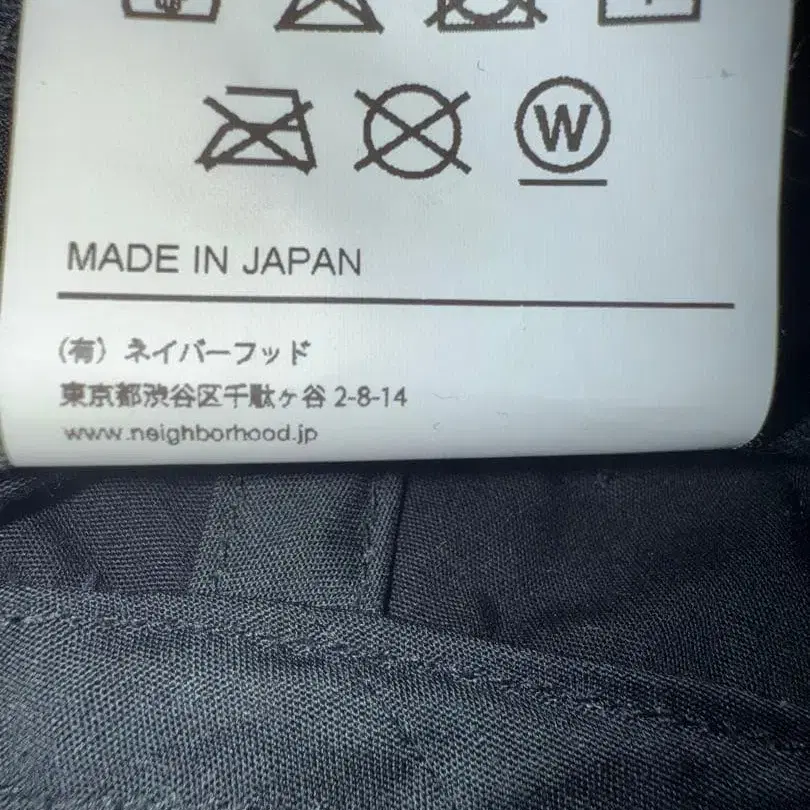 W
MADE IN JAPAN
(有) ネイバーフッド
東京都渋谷区千駄ヶ谷 2-8-14
www.neighborhood.jp